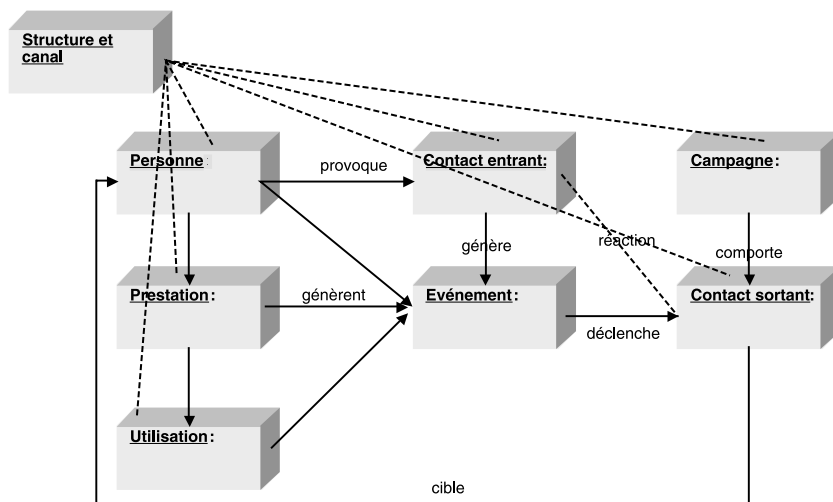 Structure et
canal
Personne:
provoque
Contact entrant:
Campagne:
génère
réaction
comporte
Prestation:
génèrent
Evénement:
Contact sortant:
déclenche
Utilisation:
cible